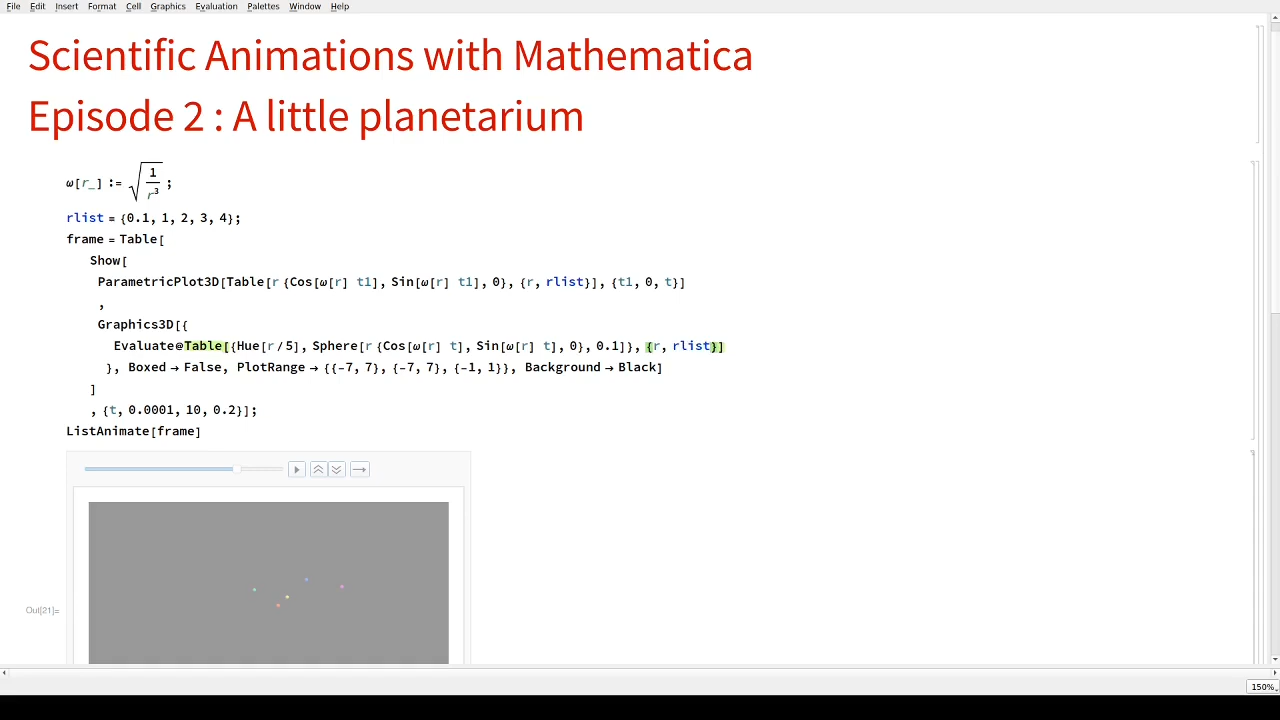 File Edit Insert Format Cell Graphics Evaluation Palettes Window Help
Scientific Animations with Mathematica
Episode 2 : A little planetarium
ω[r_] := √(1/r³) ;
rlist = {0.1, 1, 2, 3, 4};
frame = Table[
Show[
ParametricPlot3D[Table[r {Cos[ω[r] t1], Sin[ω[r] t1], 0}, {r, rlist}], {t1, 0, t}]
,
Graphics3D[{
Evaluate@Table[{Hue[r / 5], Sphere[r {Cos[ω[r] t], Sin[ω[r] t], 0}, 0.1]}, {r, rlist}]
}, Boxed → False, PlotRange → {{-7, 7}, {-7, 7}, {-1, 1}}, Background → Black]
]
, {t, 0.0001, 10, 0.2}];
ListAnimate[frame]
Out[21]=
150%